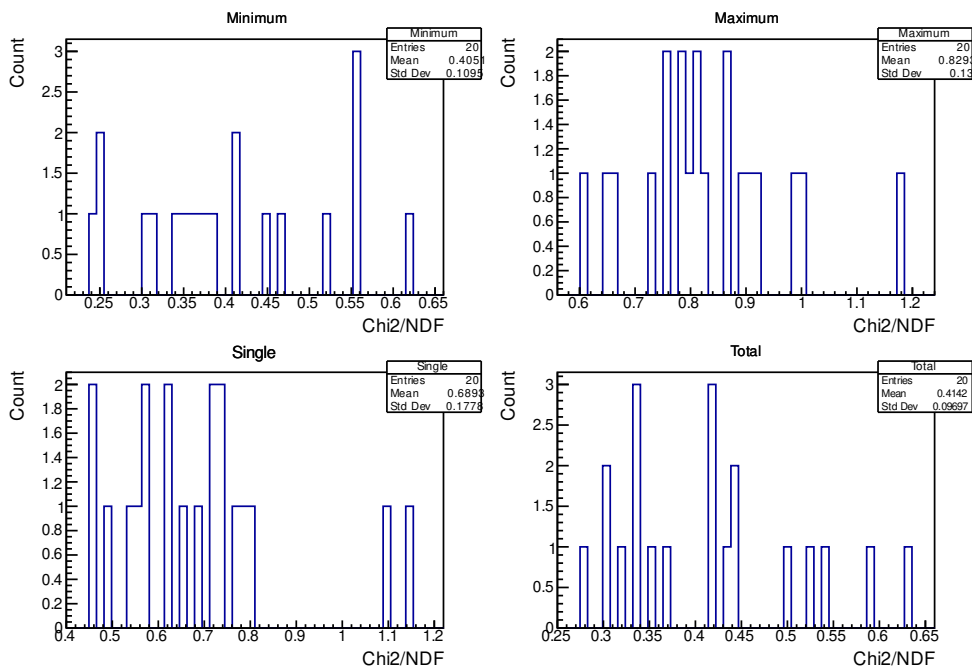 Minimum
Minimum
Entries 20
Mean 0.4051
Std Dev 0.1095
Count
3
2.5
2
1.5
1
0.5
0
0.25 0.3 0.35 0.4 0.45 0.5 0.55 0.6 0.65
Chi2/NDF
Maximum
Maximum
Entries 20
Mean 0.8293
Std Dev 0.13
Count
2
1.8
1.6
1.4
1.2
1
0.8
0.6
0.4
0.2
0
0.6 0.7 0.8 0.9 1 1.1 1.2
Chi2/NDF
Single
Single
Entries 20
Mean 0.6893
Std Dev 0.1778
Count
2
1.8
1.6
1.4
1.2
1
0.8
0.6
0.4
0.2
0
0.4 0.5 0.6 0.7 0.8 0.9 1 1.1 1.2
Chi2/NDF
Total
Total
Entries 20
Mean 0.4142
Std Dev 0.09697
Count
3
2.5
2
1.5
1
0.5
0
0.25 0.3 0.35 0.4 0.45 0.5 0.55 0.6 0.65
Chi2/NDF